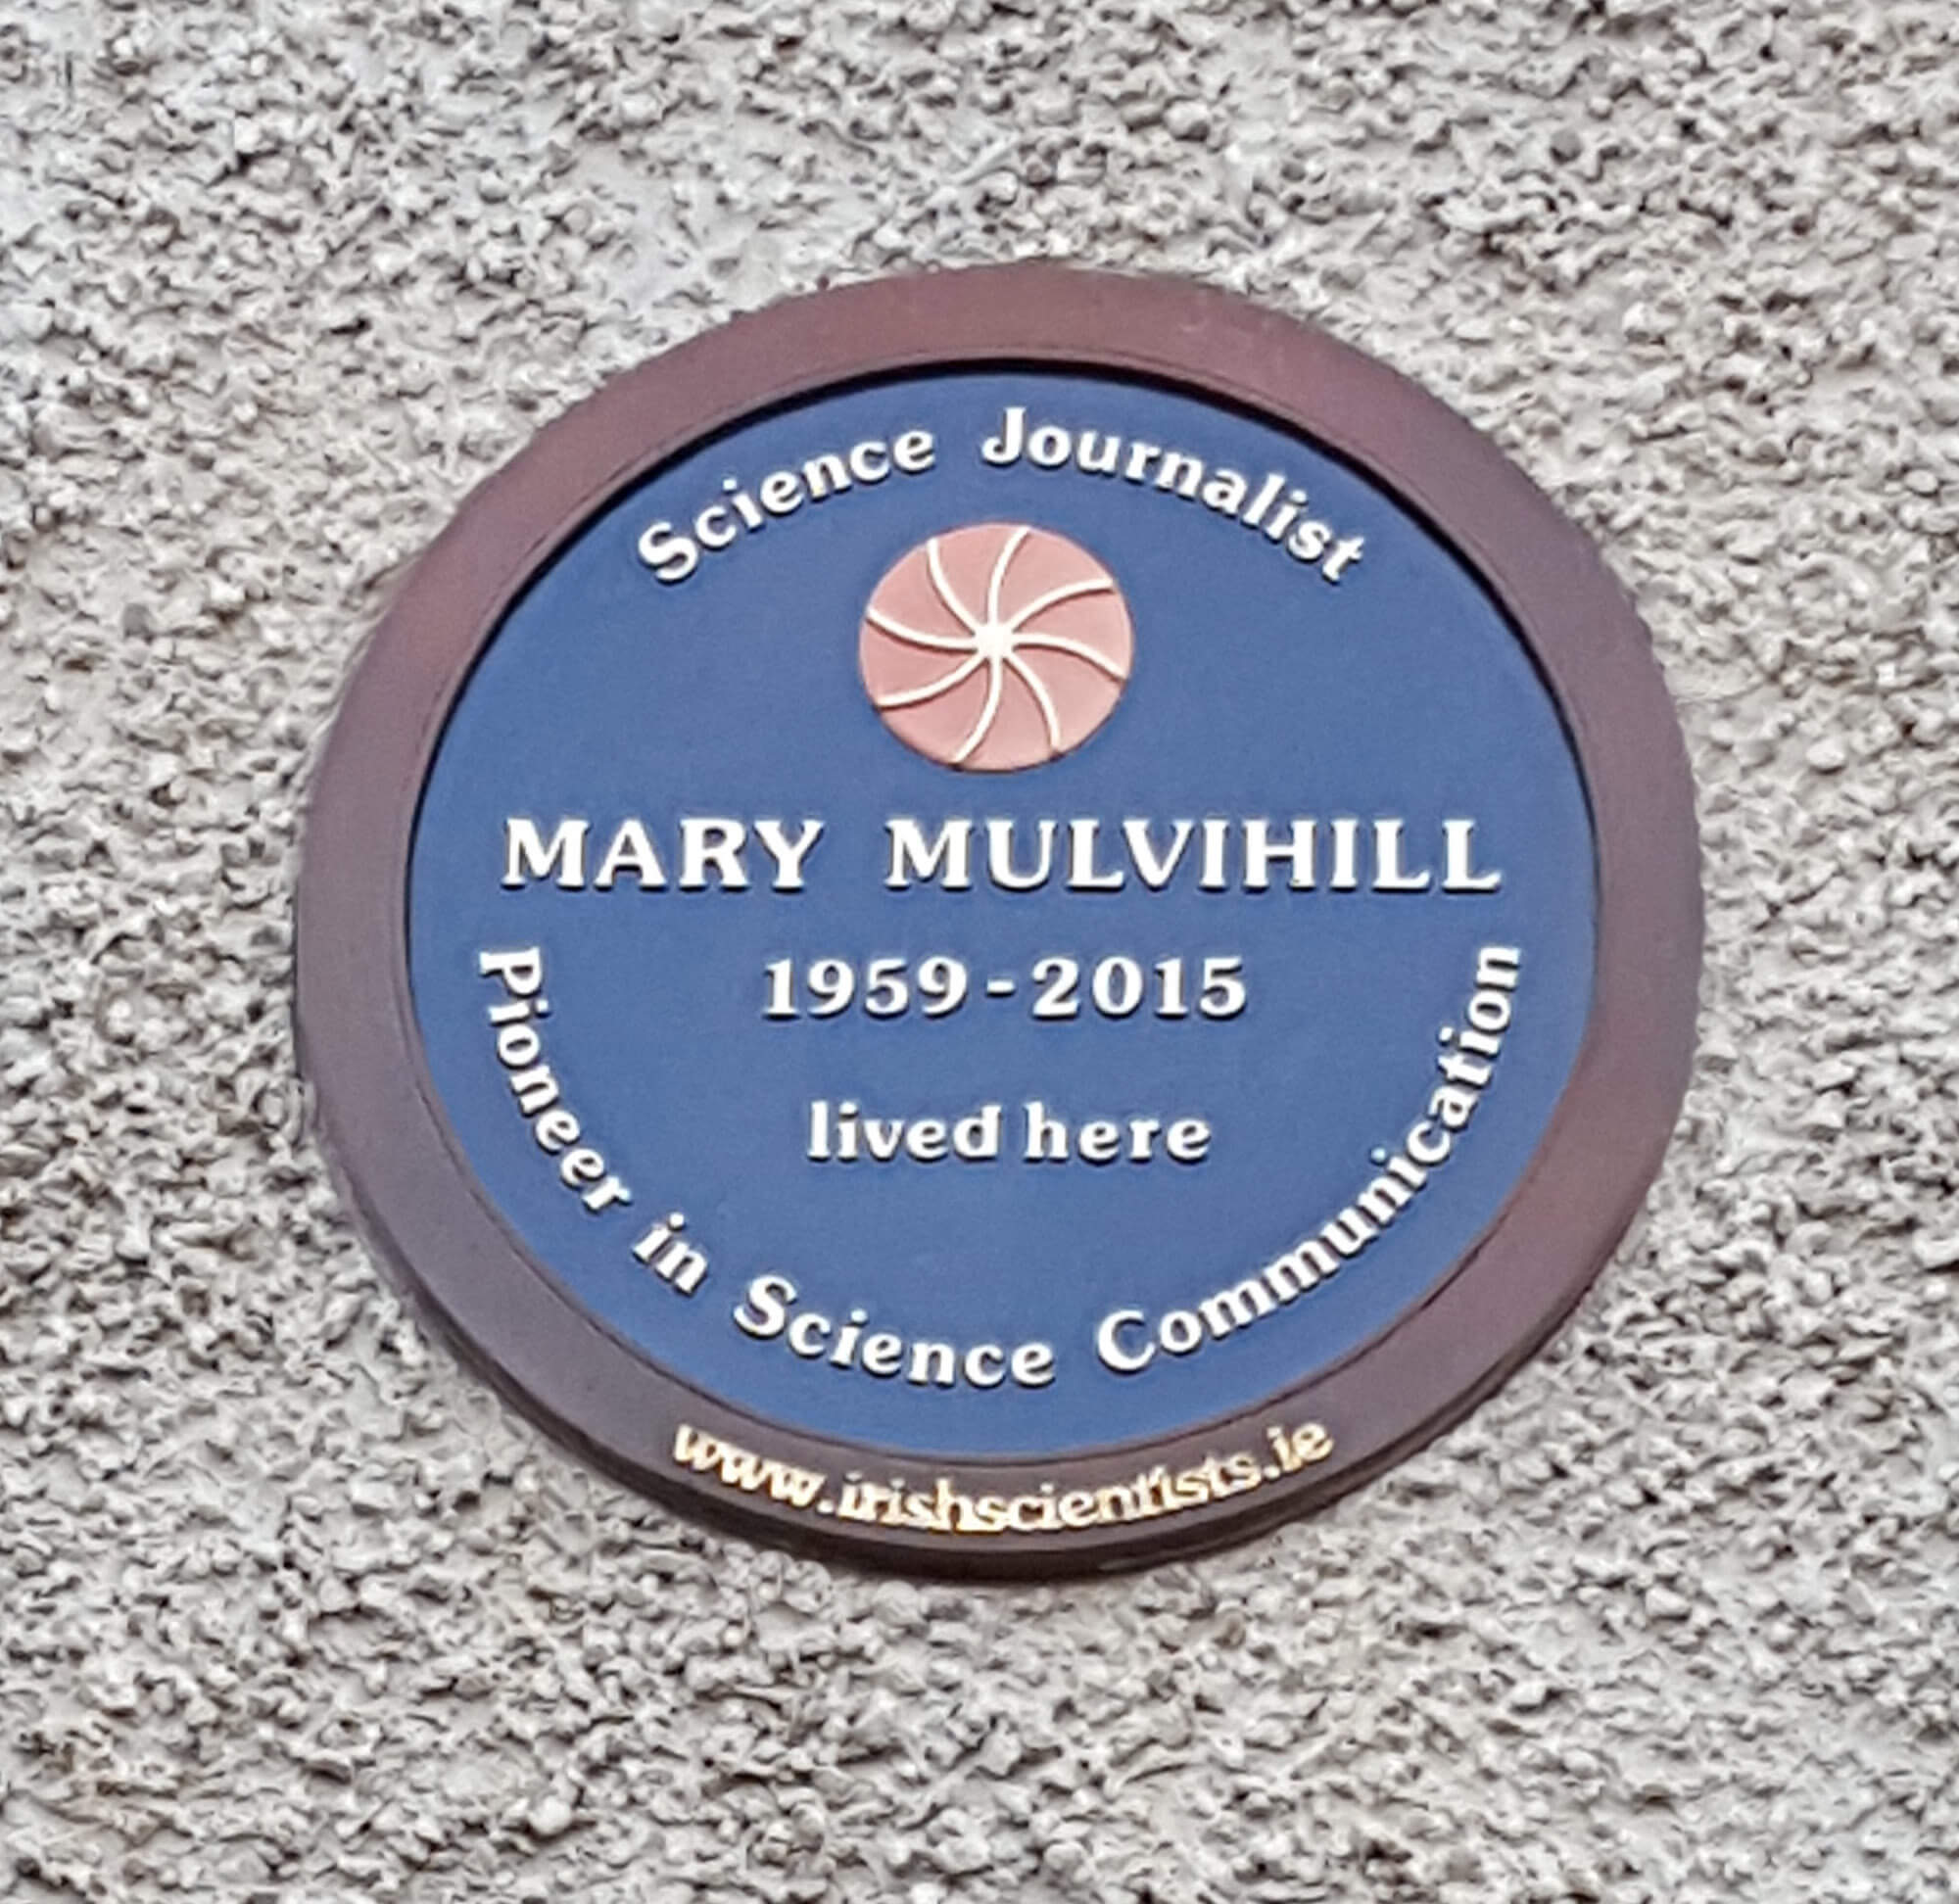 Science Journalist
MARY MULVIHILL
1959-2015
lived here
Pioneer in Science Communication
www.irishscientists.ie